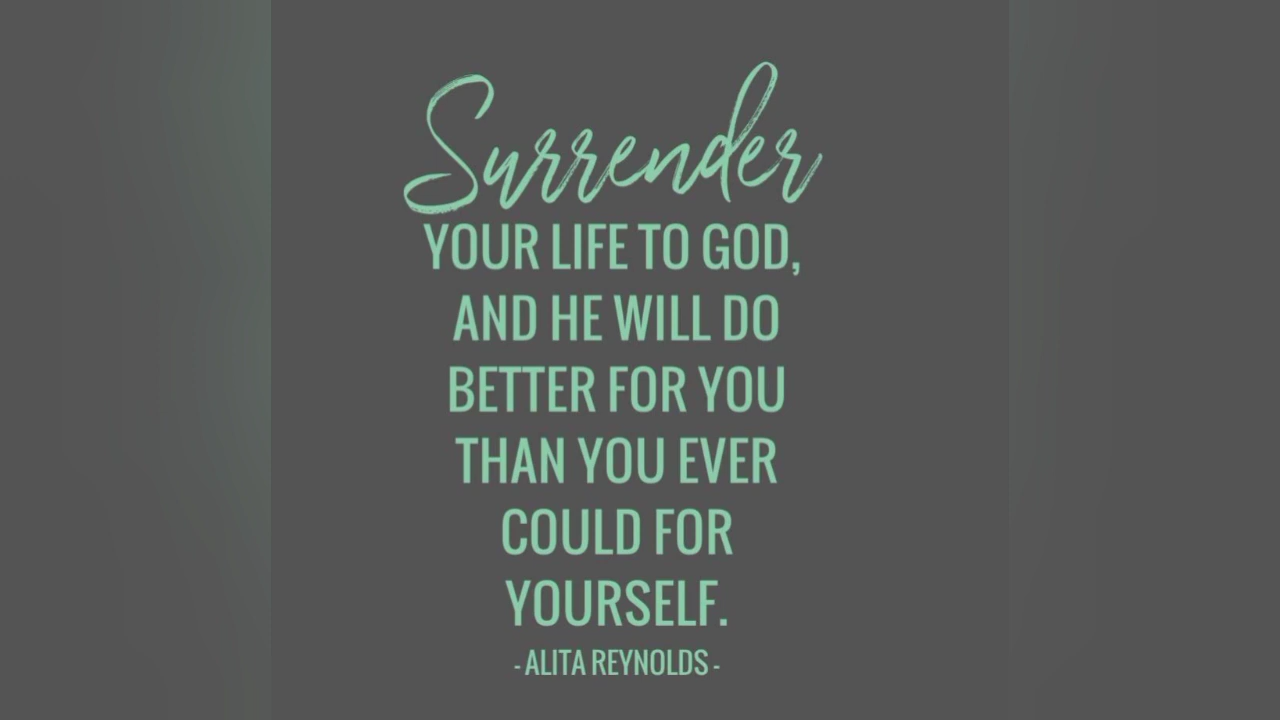 Surrender
YOUR LIFE TO GOD,
AND HE WILL DO
BETTER FOR YOU
THAN YOU EVER
COULD FOR
YOURSELF.
- ALITA REYNOLDS -